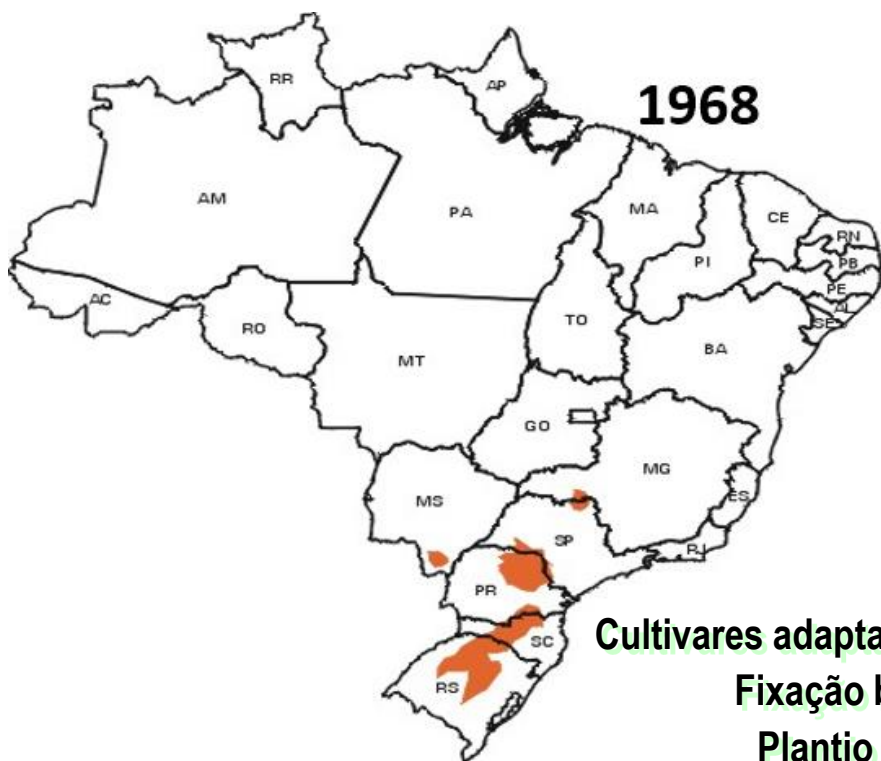 RR
AP
1968
AM
PA
MA
CE
RN
PB
PI
PE
AL
SE
AC
RO
TO
BA
MT
GO
MG
MS
ES
SP
RJ
PR
SC
RS
Cultivares adapta
Fixação b
Plantio